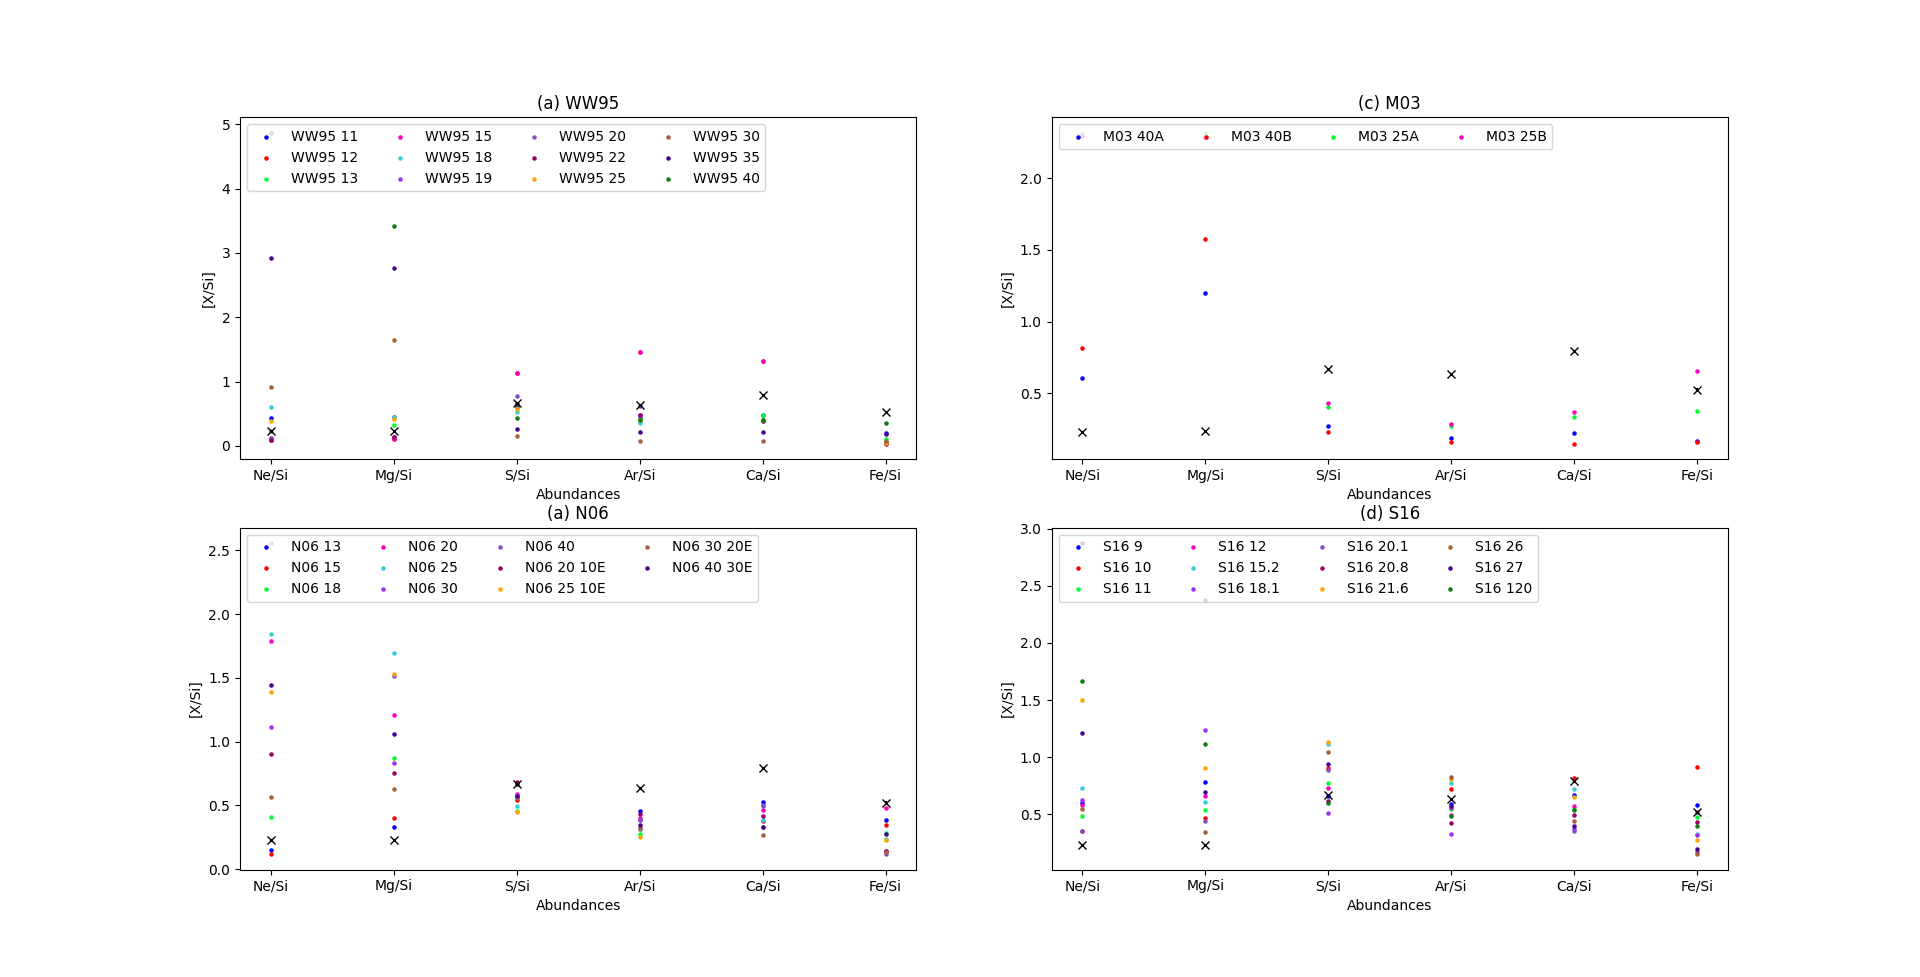 (a) WW95
[X/Si]
5
4
3
2
1
0
WW95 11 WW95 15 WW95 20 WW95 30
WW95 12 WW95 18 WW95 22 WW95 35
WW95 13 WW95 19 WW95 25 WW95 40
Ne/Si Mg/Si S/Si Ar/Si Ca/Si Fe/Si
Abundances
(c) M03
[X/Si]
2.0
1.5
1.0
0.5
M03 40A M03 40B M03 25A M03 25B
Ne/Si Mg/Si S/Si Ar/Si Ca/Si Fe/Si
Abundances
(a) N06
[X/Si]
2.5
2.0
1.5
1.0
0.5
0.0
N06 13 N06 20 N06 40 N06 30 20E
N06 15 N06 25 N06 20 10E N06 40 30E
N06 18 N06 30 N06 25 10E
Ne/Si Mg/Si S/Si Ar/Si Ca/Si Fe/Si
Abundances
(d) S16
[X/Si]
3.0
2.5
2.0
1.5
1.0
0.5
S16 9 S16 12 S16 20.1 S16 26
S16 10 S16 15.2 S16 20.8 S16 27
S16 11 S16 18.1 S16 21.6 S16 120
Ne/Si Mg/Si S/Si Ar/Si Ca/Si Fe/Si
Abundances